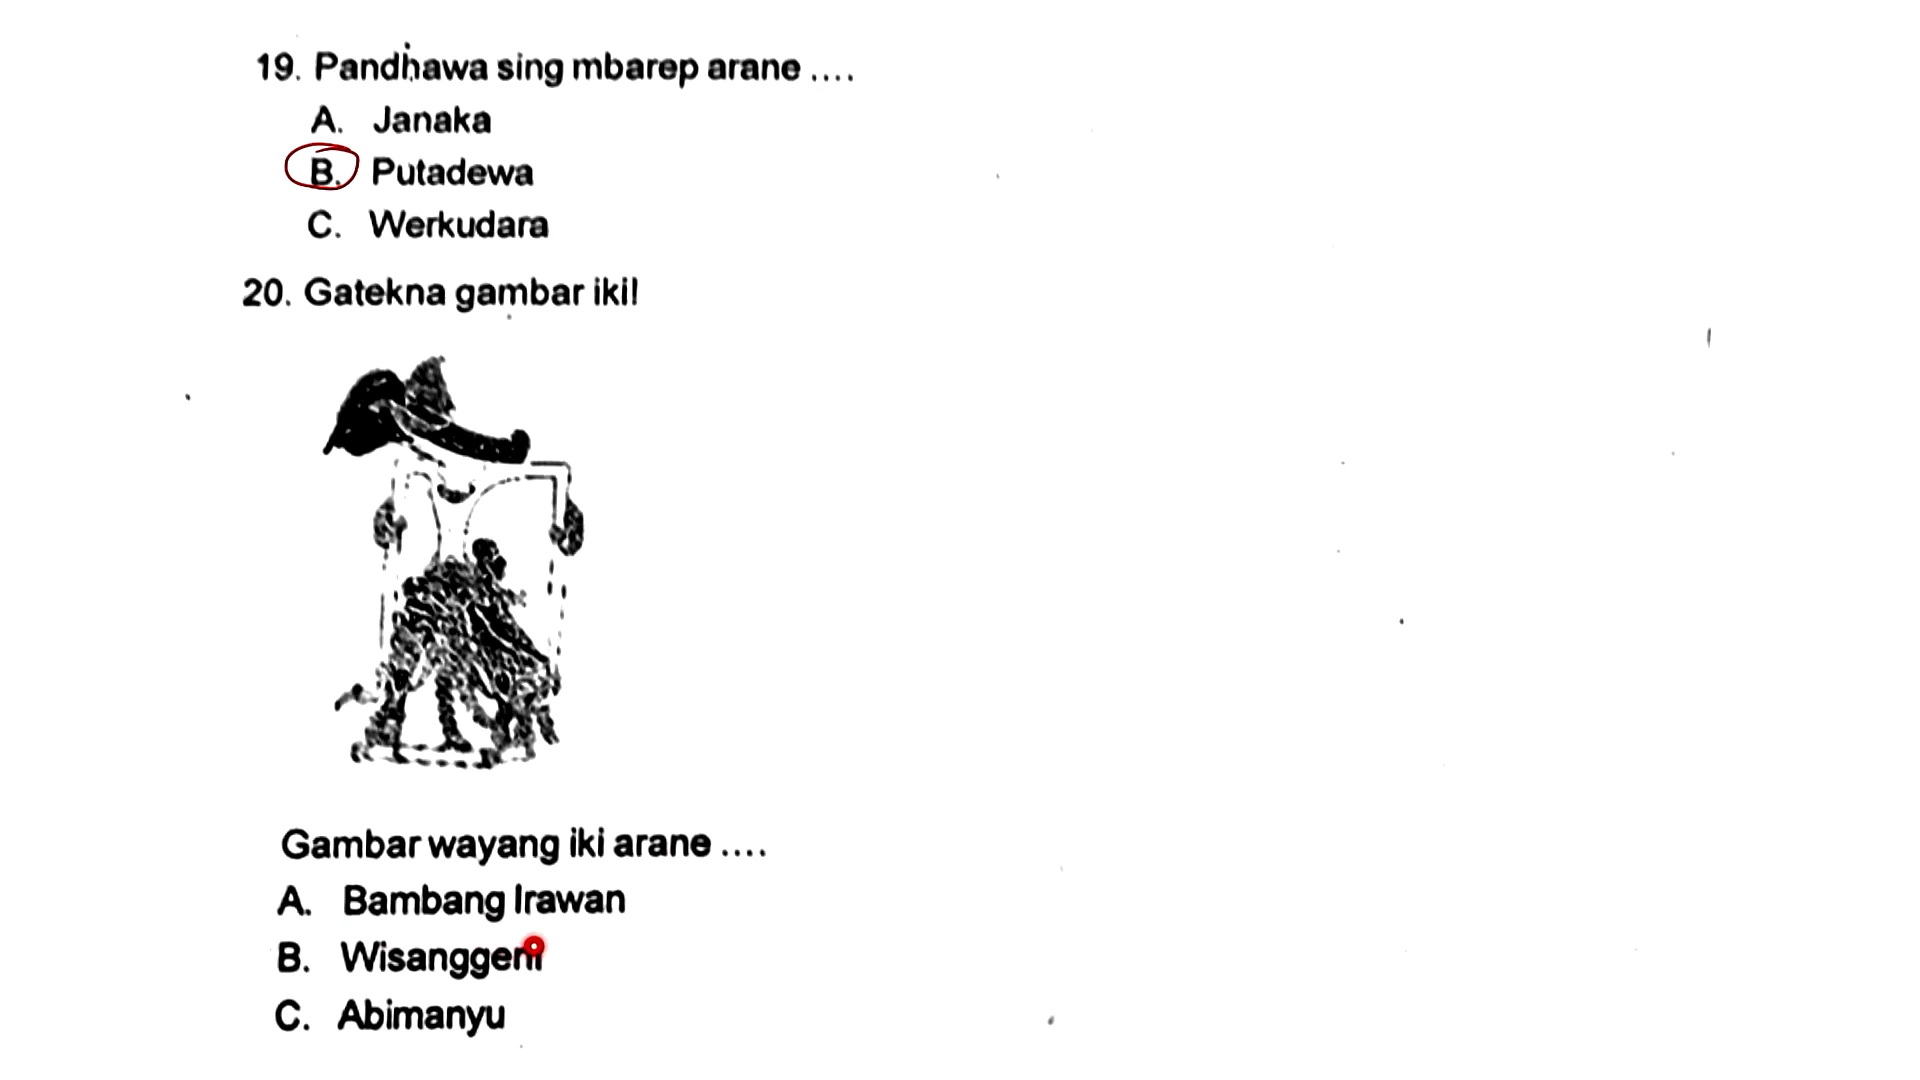 19. Pandhawa sing mbarep arane ....
A. Janaka
B. Putadewa
C. Werkudara
20. Gatekna gambar iki!
Gambar wayang iki arane ....
A. Bambang Irawan
B. Wisanggeni
C. Abimanyu